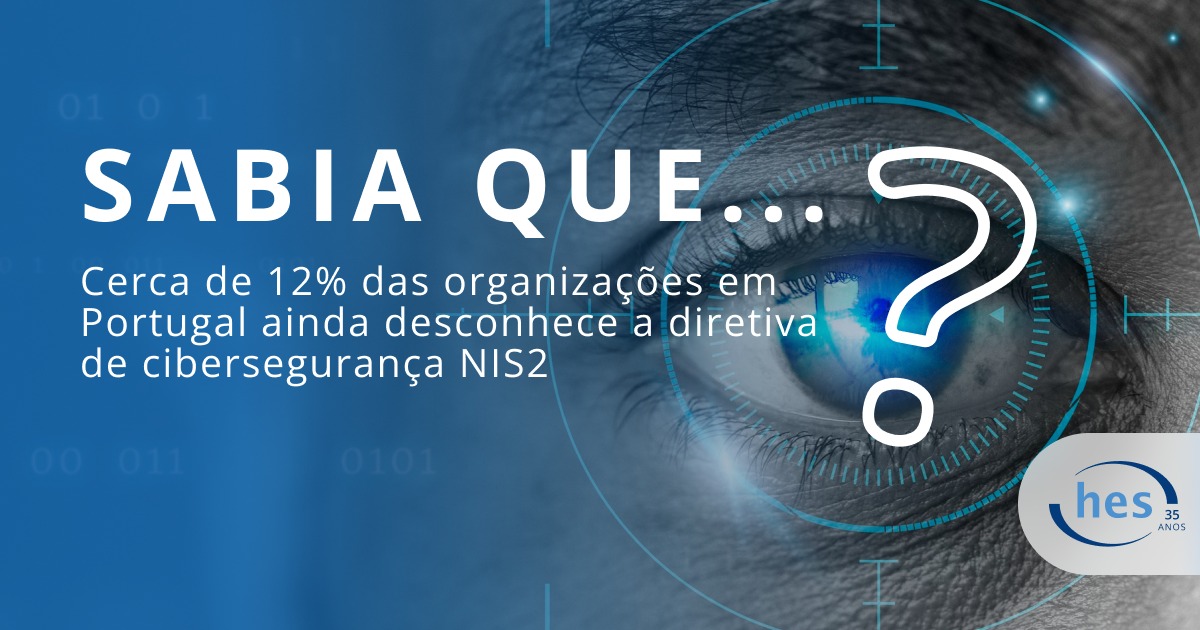 01 0 1
SABIA QUE...?
Cerca de 12% das organizações em
Portugal ainda desconhece a diretiva
de cibersegurança NIS2
00 011
0101
hes
35
ANOS